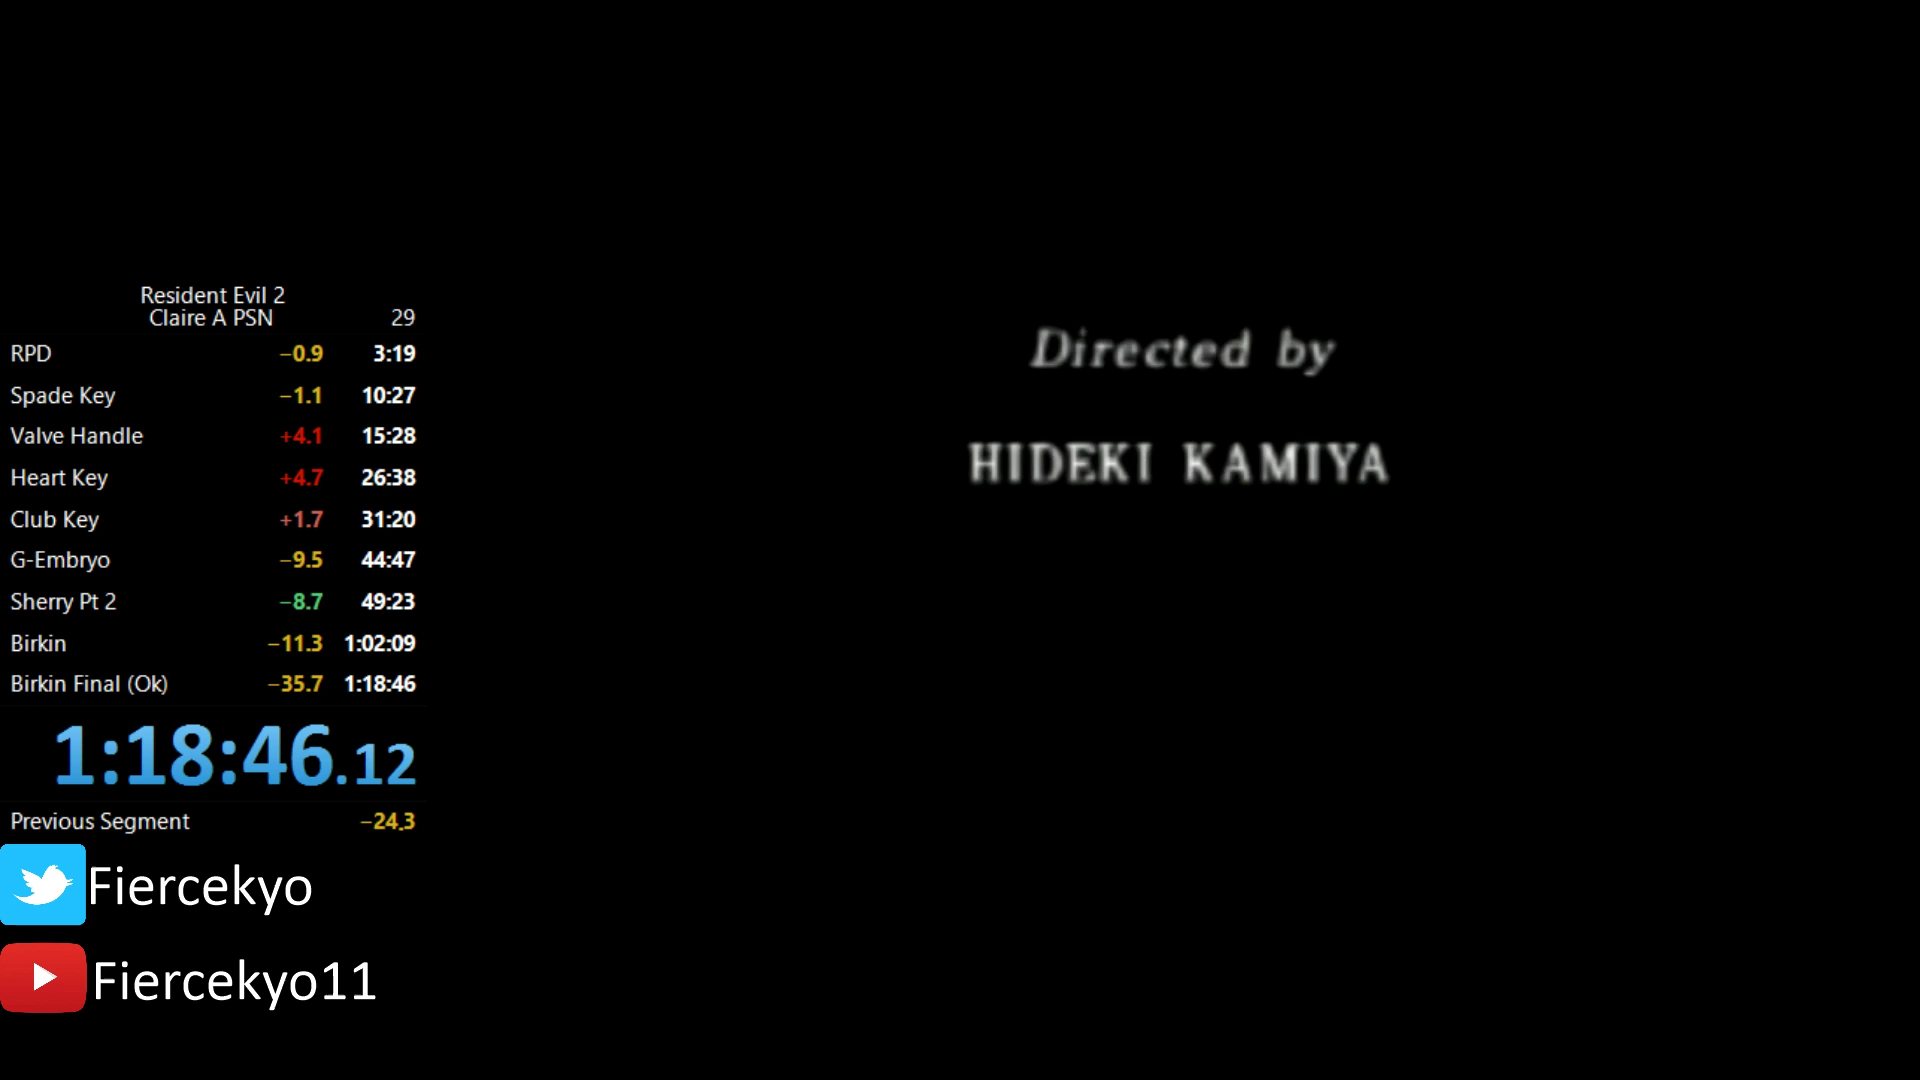 Resident Evil 2
Claire A PSN 29
RPD −0.9 3:19
Spade Key −1.1 10:27
Valve Handle +4.1 15:28
Heart Key +4.7 26:38
Club Key +1.7 31:20
G-Embryo −9.5 44:47
Sherry Pt 2 −8.7 49:23
Birkin −11.3 1:02:09
Birkin Final (Ok) −35.7 1:18:46
1:18:46.12
Previous Segment −24.3
Fiercekyo
Fiercekyo11
Directed by
HIDEKI KAMIYA